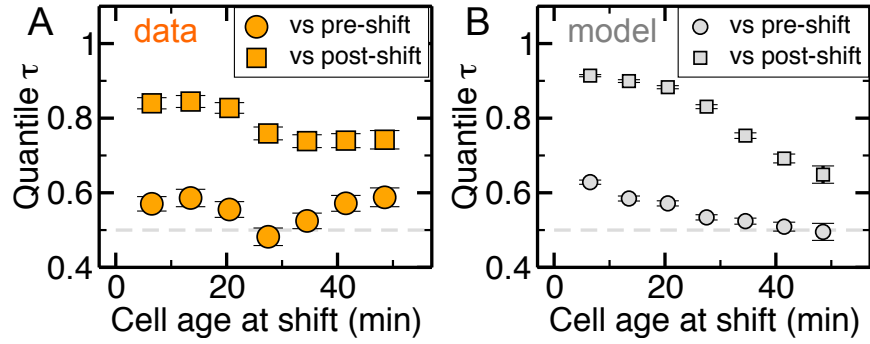 A
data
vs pre-shift
vs post-shift
Quantile τ
1
0.8
0.6
0.4
0
20
40
Cell age at shift (min)
B
model
vs pre-shift
vs post-shift
Quantile τ
1
0.8
0.6
0.4
0
20
40
Cell age at shift (min)